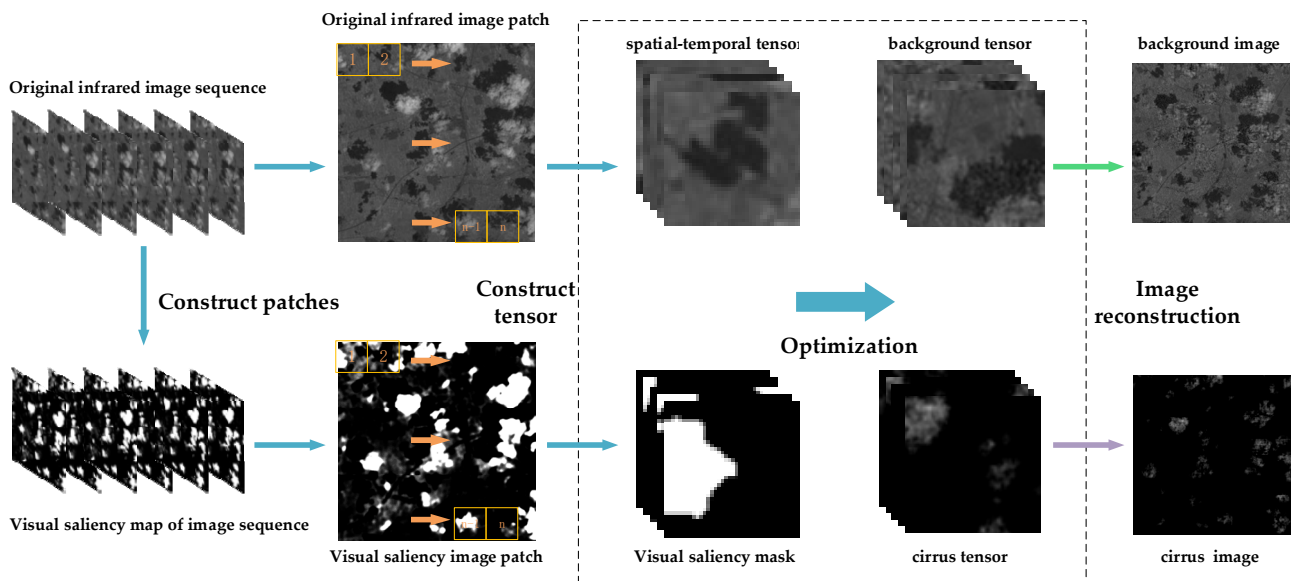 Original infrared image patch
spatial-temporal tensor
background tensor
background image
Original infrared image sequence
1 2
n-1 n
Construct patches
Construct
tensor
Optimization
Image
reconstruction
1 2
n-1 n
Visual saliency map of image sequence
Visual saliency image patch
Visual saliency mask
cirrus tensor
cirrus image